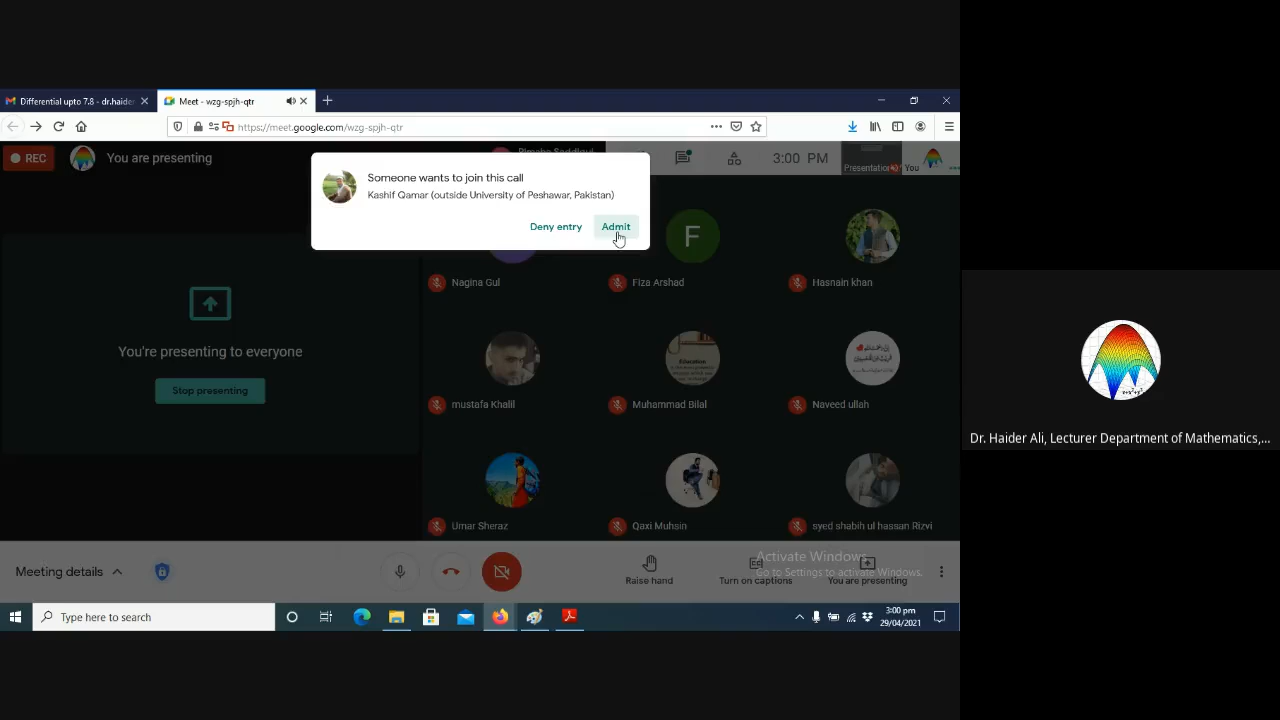 Differential upto 7.8 - dr.haider
Meet - wzg-spjh-qtr
https://meet.google.com/wzg-spjh-qtr
REC
You are presenting
3:00 PM
Presentation
You
Someone wants to join this call
Kashif Qamar (outside University of Peshawar, Pakistan)
Deny entry
Admit
F
Nagina Gul
Fiza Arshad
Hasnain khan
You're presenting to everyone
Stop presenting
Education
mustafa Khalil
Muhammad Bilal
Naveed ullah
Dr. Haider Ali, Lecturer Department of Mathematics,...
Umar Sheraz
Qaxi Muhsin
syed shabih ul hassan Rizvi
Meeting details
Raise hand
Turn on captions
You are presenting
Activate Windows
Go to Settings to activate Windows.
Type here to search
3:00 pm
29/04/2021